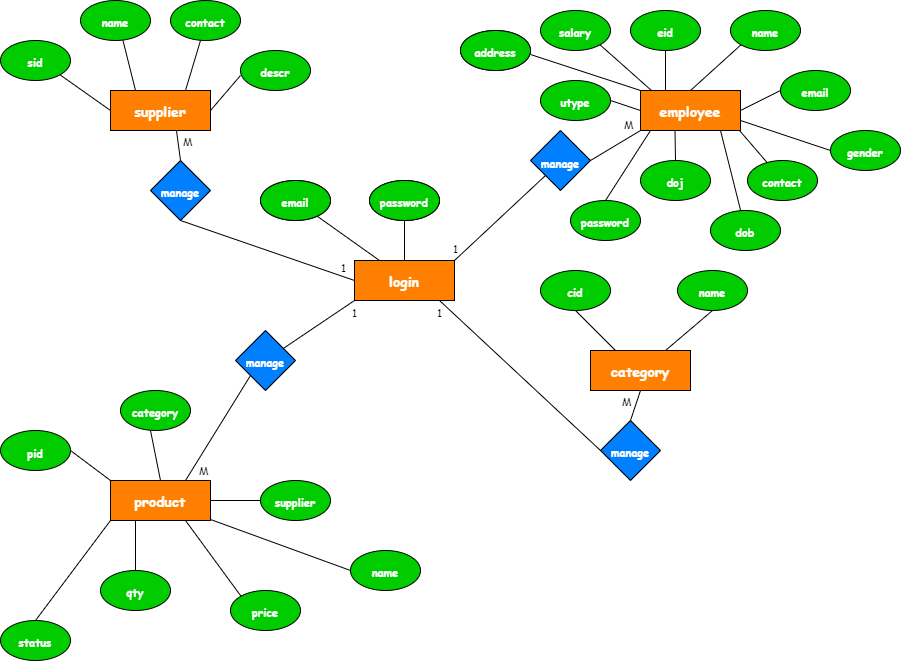 name
contact
salary
eid
name
address
sid
descr
email
utype
supplier
employee
M
M
gender
manage
doj
contact
manage
email
password
password
dob
1
1
login
cid
name
1
1
manage
category
M
category
pid
manage
M
product
supplier
name
qty
price
status